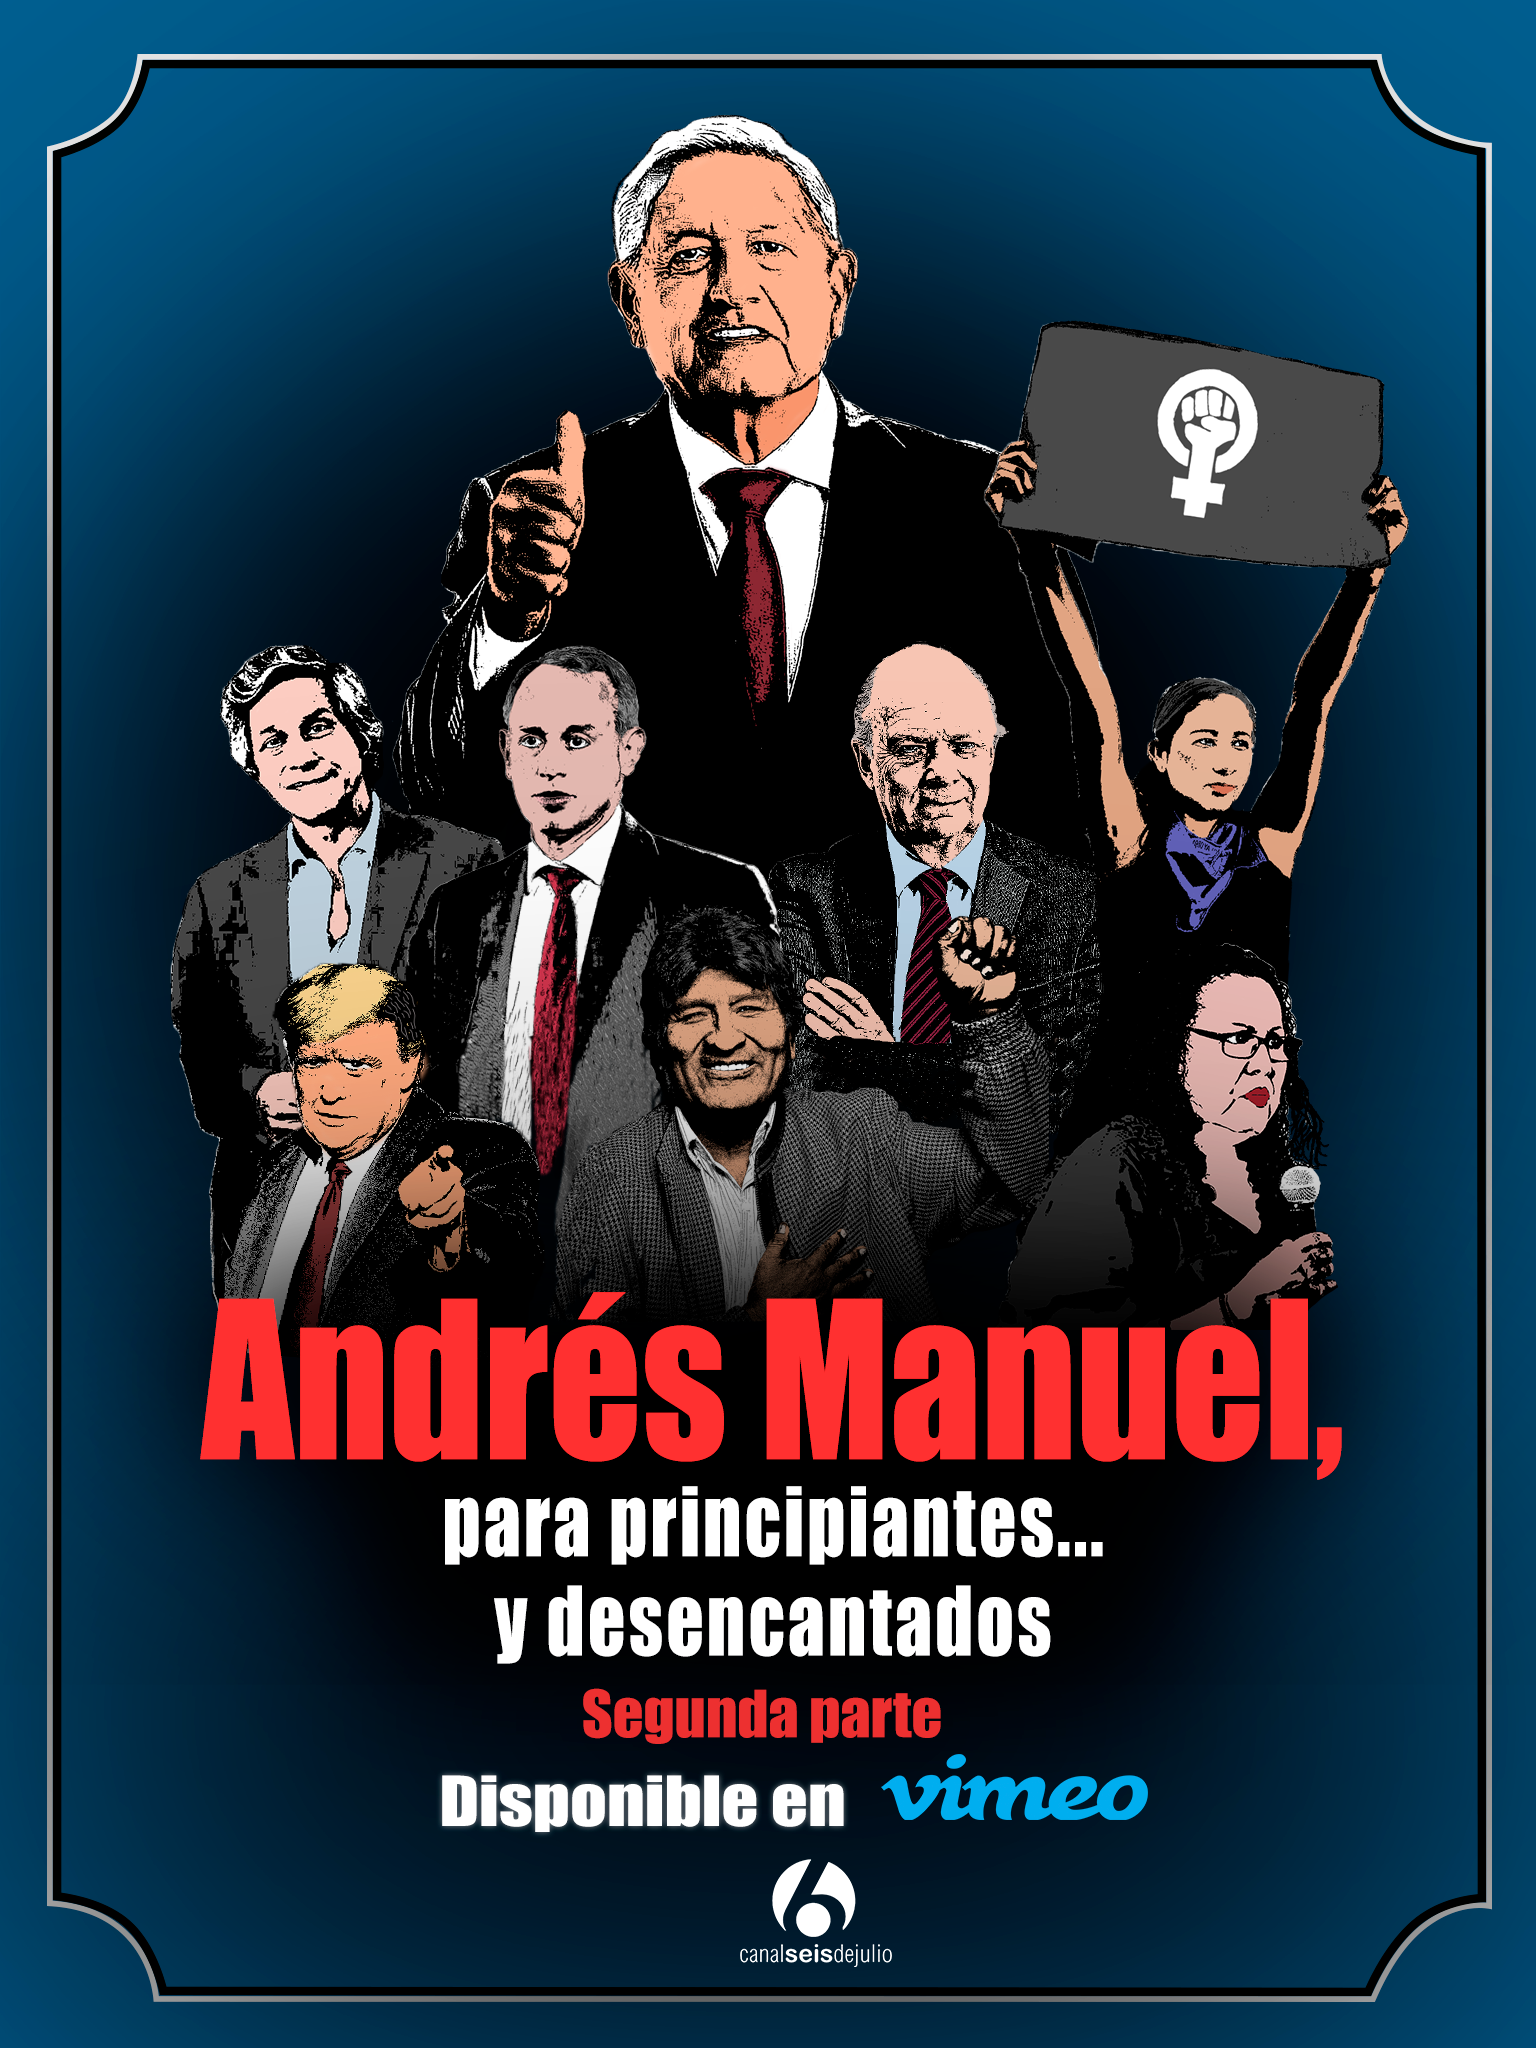 Andrés Manuel,
para principiantes...
y desencantados
Segunda parte
Disponible en vimeo
canalseisdejulio